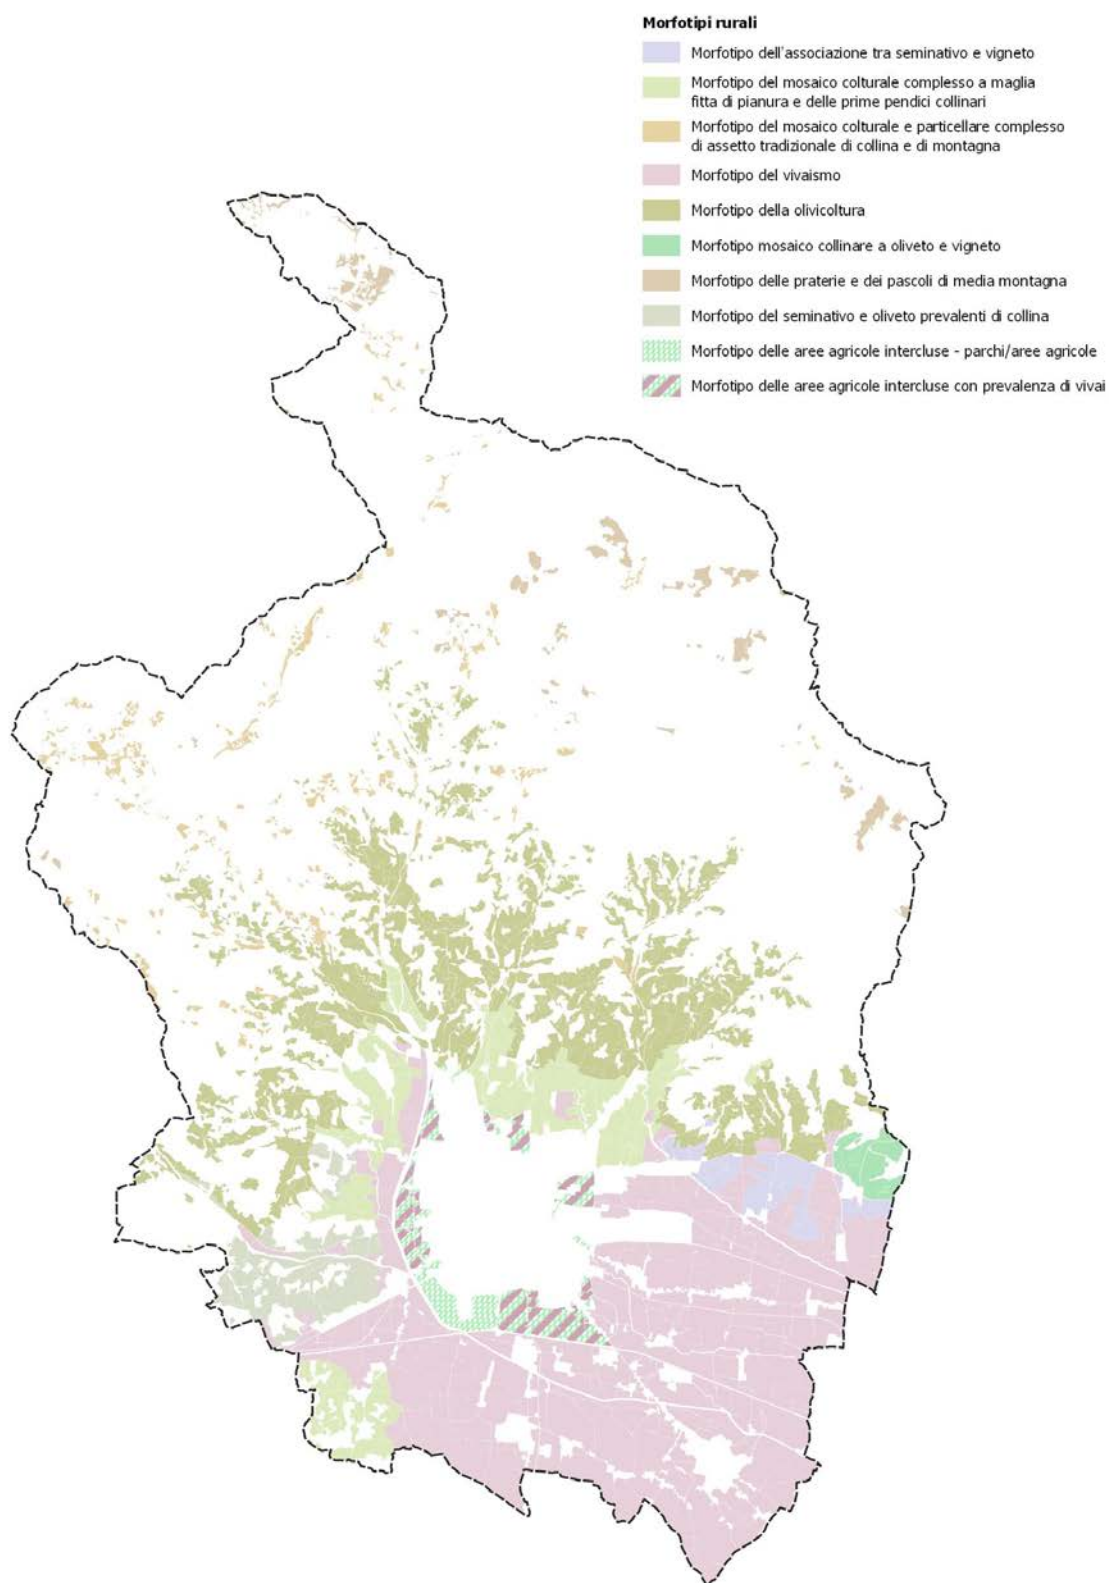 Morfotipi rurali
Morfotipo dell'associazione tra seminativo e vigneto
Morfotipo del mosaico colturale complesso a maglia
fitta di pianura e delle prime pendici collinari
Morfotipo del mosaico colturale e particellare complesso
di assetto tradizionale di collina e di montagna
Morfotipo del vivaismo
Morfotipo della olivicoltura
Morfotipo mosaico collinare a oliveto e vigneto
Morfotipo delle praterie e dei pascoli di media montagna
Morfotipo del seminativo e oliveto prevalenti di collina
Morfotipo delle aree agricole intercluse - parchi/aree agricole
Morfotipo delle aree agricole intercluse con prevalenza di vivai